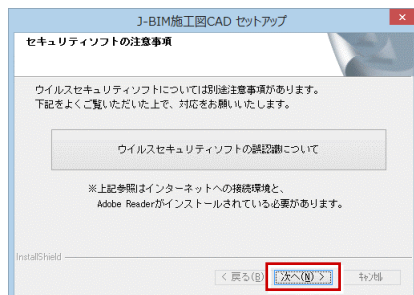 J-BIM施工図CAD セットアップ
セキュリティソフトの注意事項
ウイルスセキュリティソフトについては別途注意事項があります。
下記をよくご覧いただいた上で、対応をお願いいたします。
ウイルスセキュリティソフトの誤認識について
※上記参照はインターネットへの接続環境と、
Adobe Readerがインストールされている必要があります。
InstallShield
< 戻る(B)
次へ(N) >
キャンセル